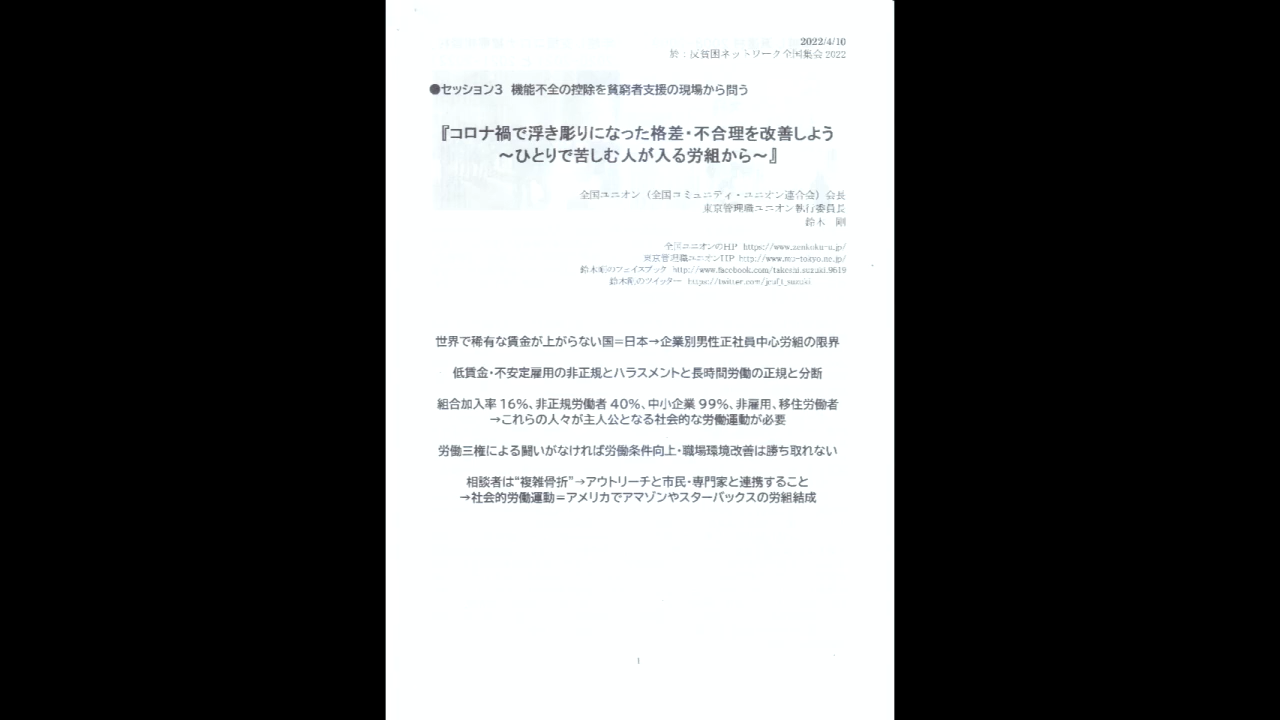 2022/4/10
於：反貧困ネットワーク全国集会 2022
●セッション3 機能不全の控除を貧窮者支援の現場から問う
『コロナ禍で浮き彫りになった格差・不合理を改善しよう
～ひとりで苦しむ人が入る労組から～』
全国ユニオン（全国コミュニティ・ユニオン連合会）会長
東京管理職ユニオン執行委員長
鈴木 剛
全国ユニオンのHP https://www.zenkoku-u.jp/
東京管理職ユニオンHP http://www.mu-tokyo.ne.jp/
鈴木剛のフェイスブック http://www.facebook.com/takeshi.suzuki.9619
鈴木剛のツイッター https://twitter.com/jcuf_t_suzuki
世界で稀有な賃金が上がらない国＝日本→企業別男性正社員中心労組の限界
低賃金・不安定雇用の非正規とハラスメントと長時間労働の正規と分断
組合加入率 16％、非正規労働者 40％、中小企業 99％、非雇用、移住労働者
→これらの人々が主人公となる社会的な労働運動が必要
労働三権による闘いがなければ労働条件向上・職場環境改善は勝ち取れない
相談者は“複雑骨折”→アウトリーチと市民・専門家と連携すること
→社会的労働運動＝アメリカでアマゾンやスターバックスの労組結成
1